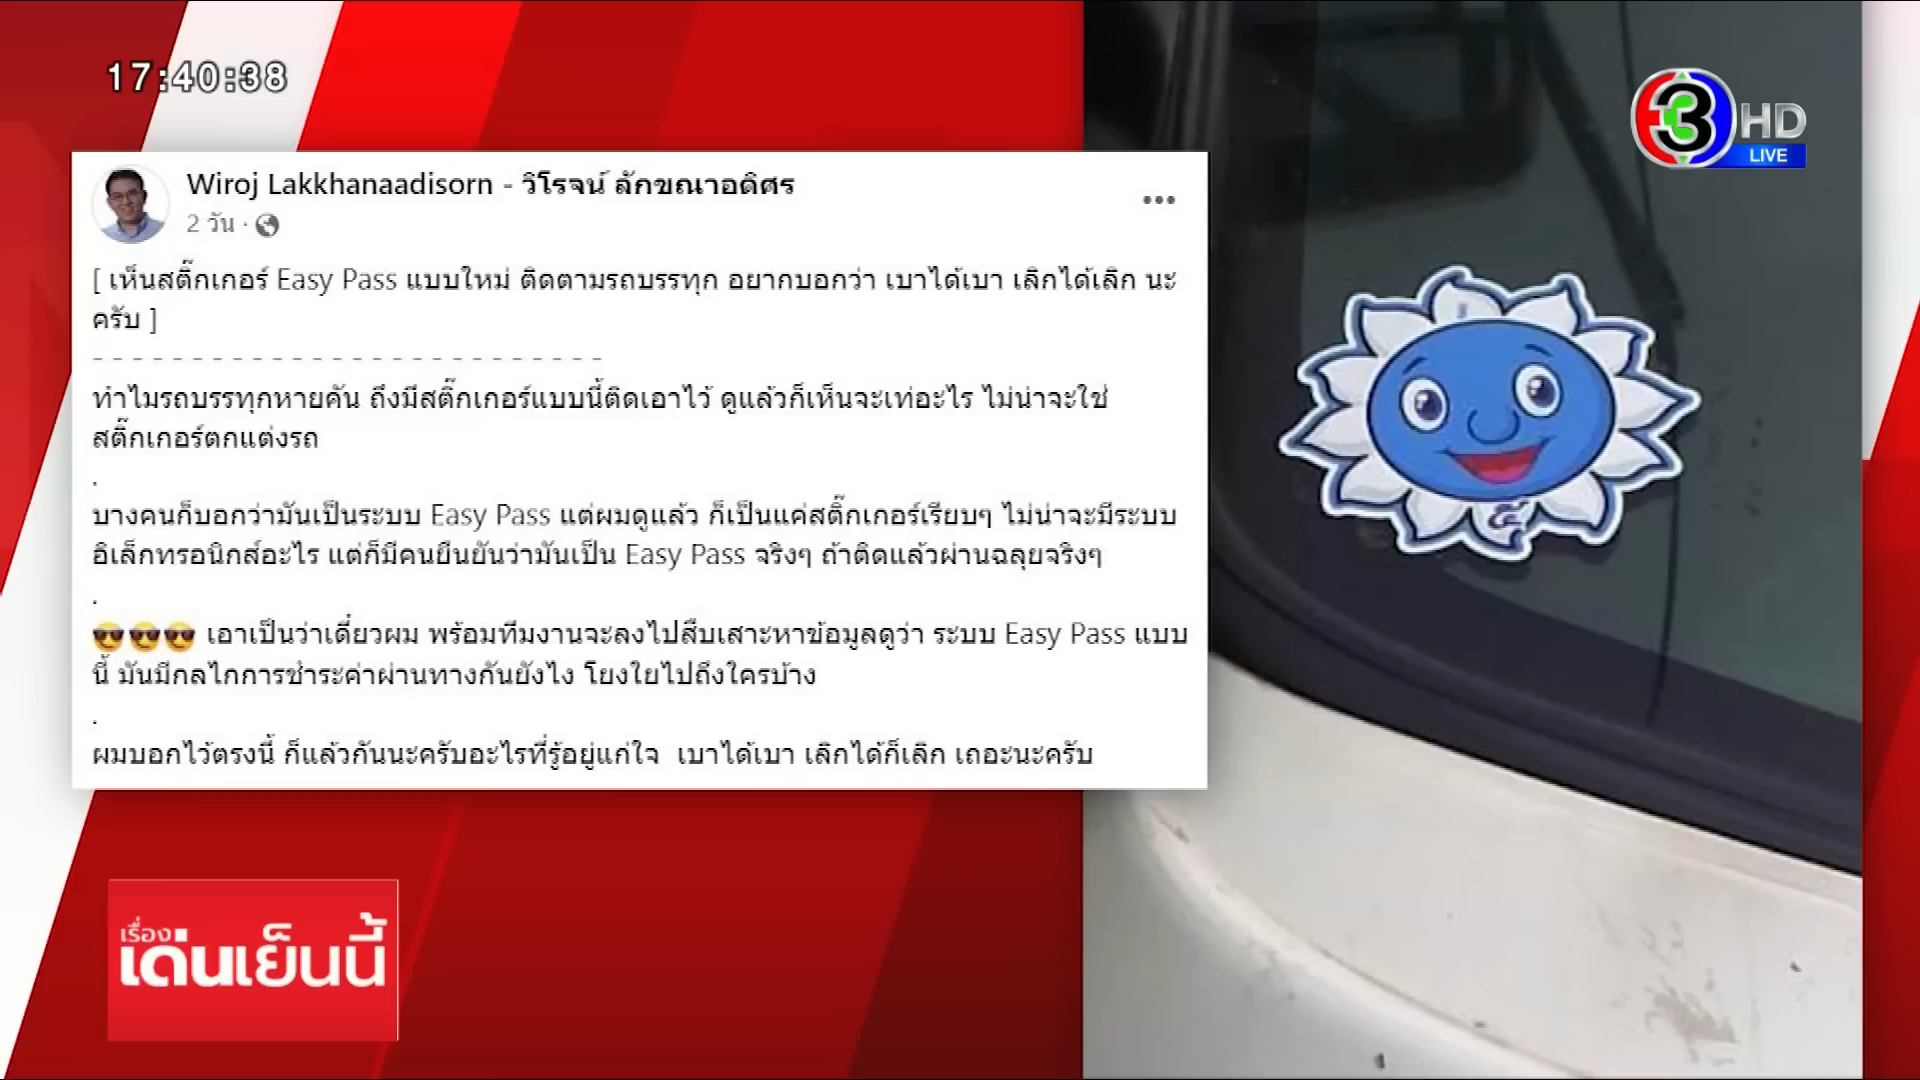 17:40:38
3 HD
LIVE
Wiroj Lakkhanaadisorn - วิโรจน์ ลักขณาอดิศร
2 วัน ·
[ เห็นสติ๊กเกอร์ Easy Pass แบบใหม่ ติดตามรถบรรทุก อยากบอกว่า เบาได้เบา เลิกได้เลิก นะ
ครับ ]
- - - - - - - - - - - - - - - - - - - - - - - - - -
ทำไมรถบรรทุกหายคัน ถึงมีสติ๊กเกอร์แบบนี้ติดเอาไว้ ดูแล้วก็เห็นจะเท่อะไร ไม่น่าจะใช่
สติ๊กเกอร์ตกแต่งรถ
.
บางคนก็บอกว่ามันเป็นระบบ Easy Pass แต่ผมดูแล้ว ก็เป็นแค่สติ๊กเกอร์เรียบๆ ไม่น่าจะมีระบบ
อิเล็กทรอนิกส์อะไร แต่ก็มีคนยืนยันว่ามันเป็น Easy Pass จริงๆ ถ้าติดแล้วผ่านฉลุยจริงๆ
.
😎😎😎 เอาเป็นว่าเดี๋ยวผม พร้อมทีมงานจะลงไปสืบเสาะหาข้อมูลดูว่า ระบบ Easy Pass แบบ
นี้ มันมีกลไกการชำระค่าผ่านทางกันยังไง โยงใยไปถึงใครบ้าง
.
ผมบอกไว้ตรงนี้ ก็แล้วกันนะครับอะไรที่รู้อยู่แก่ใจ เบาได้เบา เลิกได้ก็เลิก เถอะนะครับ
เรื่อง
เด่นเย็นนี้